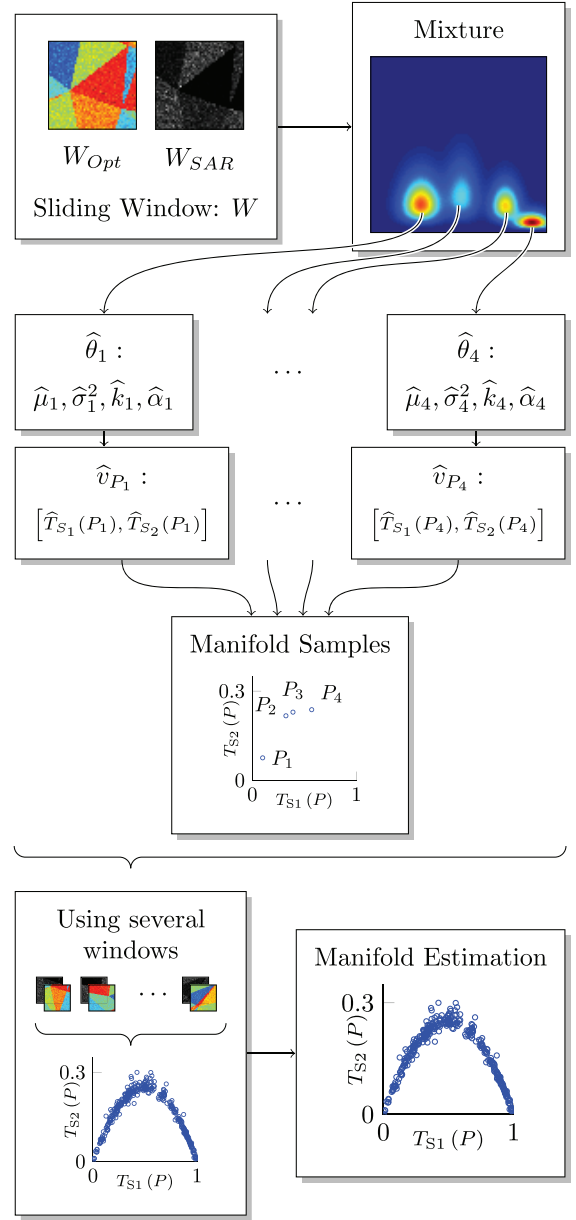 W_Opt W_SAR
Sliding Window: W
Mixture
θ̂₁ :
μ̂₁, σ̂₁², k̂₁, α̂₁
...
θ̂₄ :
μ̂₄, σ̂₄², k̂₄, α̂₄
v̂_P₁ :
[T̂_S₁(P₁), T̂_S₂(P₁)]
...
v̂_P₄ :
[T̂_S₁(P₄), T̂_S₂(P₄)]
Manifold Samples
0.3
T_S2 (P)
0
P₂
P₃
P₄
P₁
0
T_S1 (P)
1
Using several
windows
...
0.3
T_S2 (P)
0
0
T_S1 (P)
1
Manifold Estimation
0.3
T_S2 (P)
0
0
T_S1 (P)
1